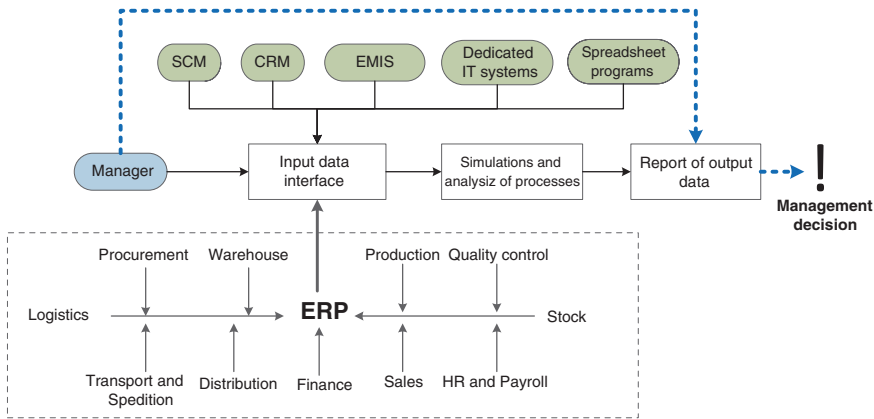 SCM
CRM
EMIS
Dedicated
IT systems
Spreadsheet
programs
Manager
Input data
interface
Simulations and
analysiz of processes
Report of output
data
!
Management
decision
Procurement
Warehouse
Production
Quality control
Logistics
ERP
Stock
Transport and
Spedition
Distribution
Finance
Sales
HR and Payroll